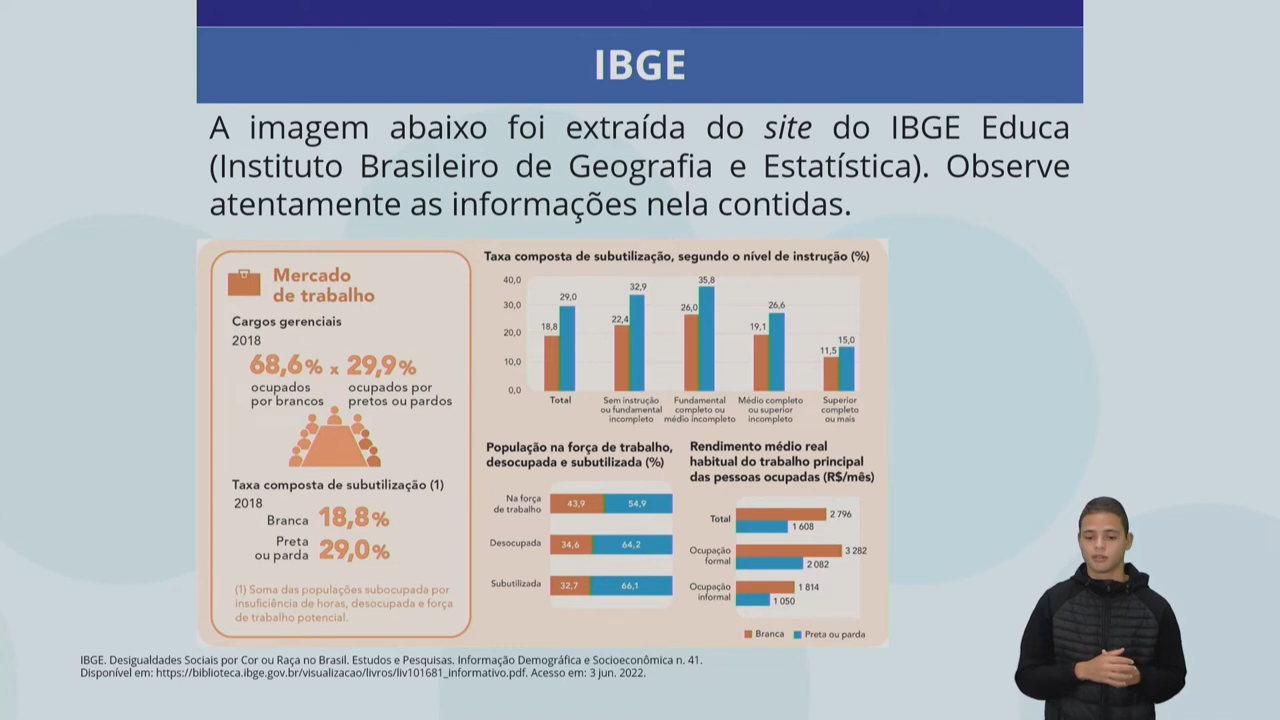 IBGE
A imagem abaixo foi extraída do site do IBGE Educa
(Instituto Brasileiro de Geografia e Estatística). Observe
atentamente as informações nela contidas.
Mercado
de trabalho
Cargos gerenciais
2018
68,6% x 29,9%
ocupados por brancos
ocupados por pretos ou pardos
Taxa composta de subutilização (1)
2018
Branca 18,8%
Preta
ou parda 29,0%
(1) Soma das populações subocupada por
insuficiência de horas, desocupada e força
de trabalho potencial.
Taxa composta de subutilização, segundo o nível de instrução (%)
40,0
30,0
20,0
10,0
0,0
18,8 29,0
22,4 32,9
26,0 35,8
19,1 26,6
11,5 15,0
Total
Sem instrução
ou fundamental
incompleto
Fundamental
completo ou
médio incompleto
Médio completo
ou superior
incompleto
Superior
completo
ou mais
População na força de trabalho,
desocupada e subutilizada (%)
Na força
de trabalho
43,9 54,9
Desocupada 34,6 64,2
Subutilizada 32,7 66,1
Rendimento médio real
habitual do trabalho principal
das pessoas ocupadas (R$/mês)
Total
2 796
1 608
Ocupação
formal
3 282
2 082
Ocupação
informal
1 814
1 050
Branca Preta ou parda
IBGE. Desigualdades Sociais por Cor ou Raça no Brasil. Estudos e Pesquisas. Informação Demográfica e Socioeconômica n. 41.
Disponível em: https://biblioteca.ibge.gov.br/visualizacao/livros/liv101681_informativo.pdf. Acesso em: 3 jun. 2022.